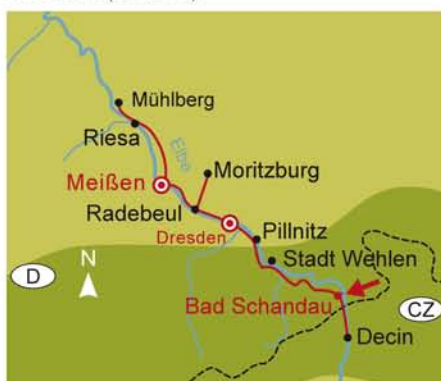 Mühlberg
Riesa
Elbe
Moritzburg
Meißen
Radebeul
Dresden
Pillnitz
N
Stadt Wehlen
D
Bad Schandau
CZ
Decin